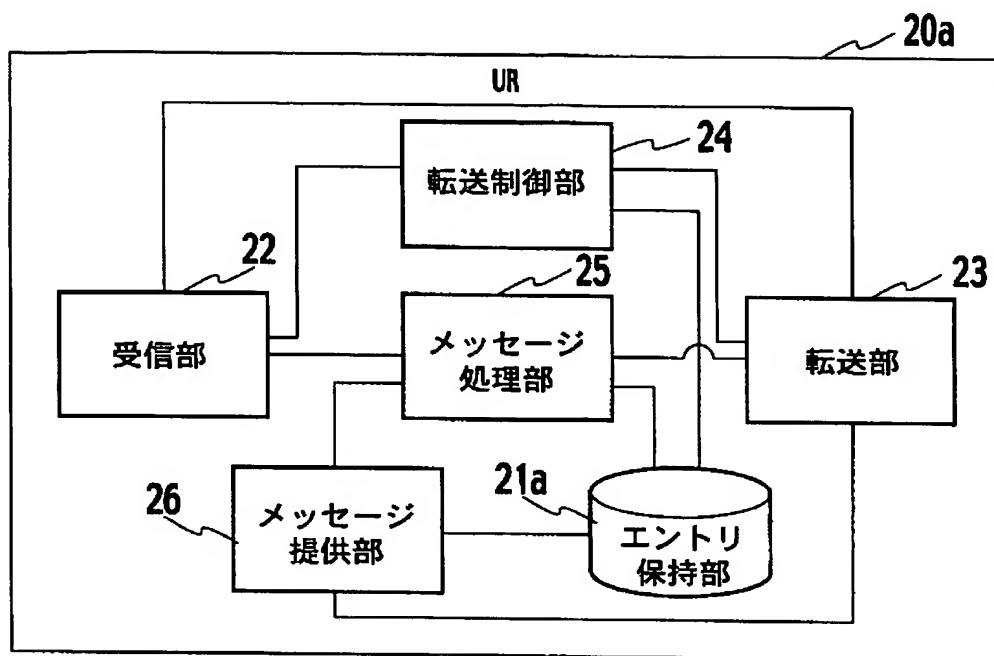 20a
UR
24
転送制御部
22
受信部
25
メッセージ
処理部
23
転送部
26
メッセージ
提供部
21a
エントリ
保持部